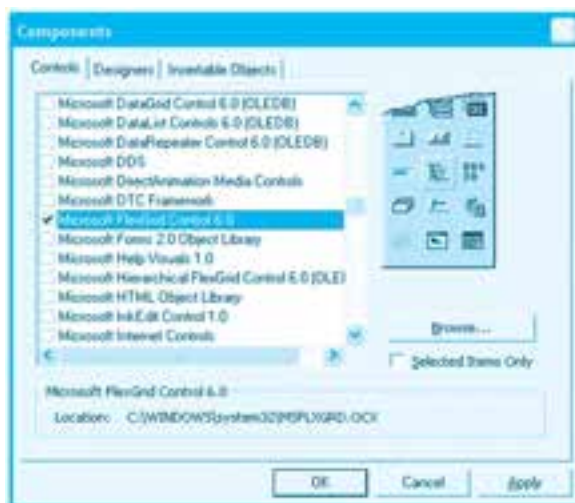 Components
Controls
Designers
Insertable Objects
Microsoft DataGrid Control 6.0 (OLEDB)
Microsoft DataList Controls 6.0 (OLEDB)
Microsoft DataRepeater Control 6.0 (OLEDB)
Microsoft DDS
Microsoft DirectAnimation Media Controls
Microsoft DTC Framework
Microsoft FlexGrid Control 6.0
Microsoft Forms 2.0 Object Library
Microsoft Help Visuals 1.0
Microsoft Hierarchical FlexGrid Control 6.0 (OLE)
Microsoft HTML Object Library
Microsoft InkEdit Control 1.0
Microsoft Internet Controls
Browse...
Selected Items Only
Microsoft FlexGrid Control 6.0
Location: C:\WINDOWS\system32\MSFLXGRD.OCX
OK
Cancel
Apply